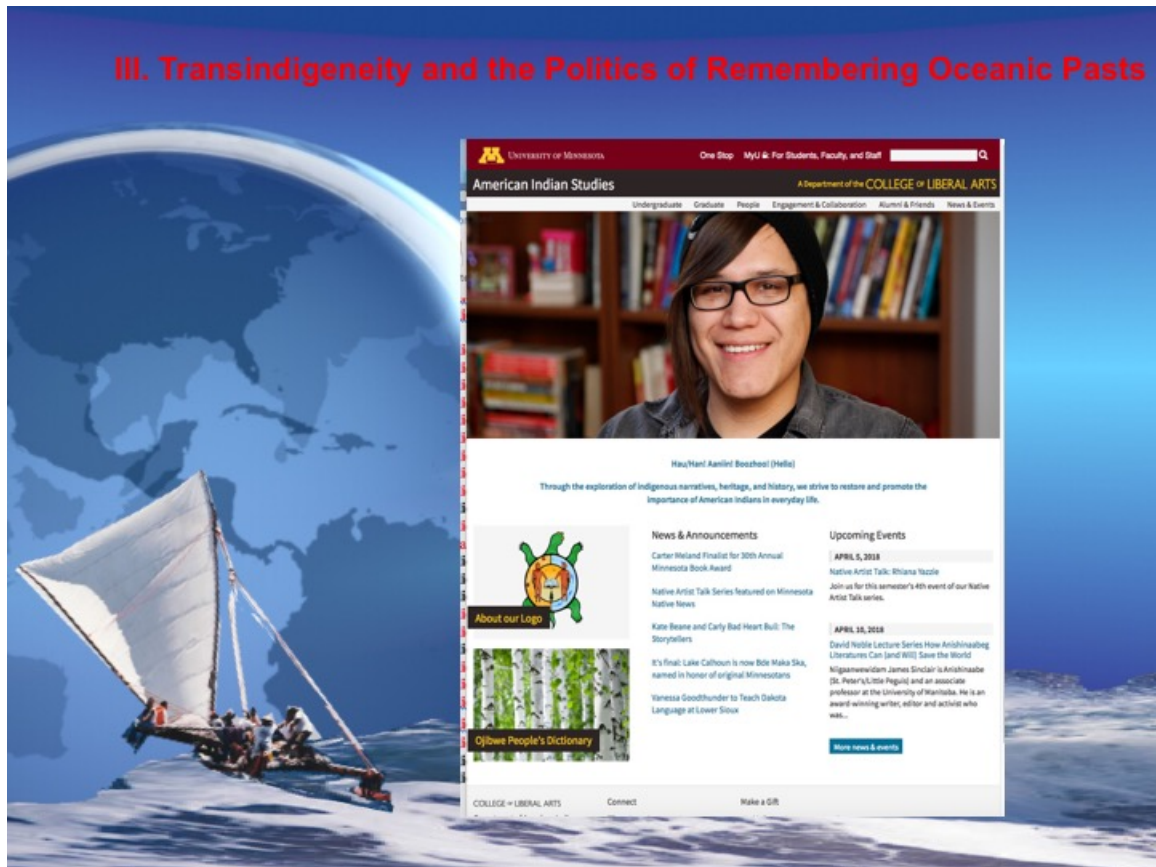 III. Transindigeneity and the Politics of Remembering Oceanic Pasts
UNIVERSITY OF MINNESOTA
One Stop MyU : For Students, Faculty, and Staff
American Indian Studies
A Department of the COLLEGE OF LIBERAL ARTS
Undergraduate Graduate People Engagement & Collaboration Alumni & Friends News & Events
Hau/Han! Aaniin! Boozhoo! (Hello)
Through the exploration of indigenous narratives, heritage, and history, we strive to restore and promote the
importance of American Indians in everyday life.
About our Logo
Ojibwe People's Dictionary
News & Announcements
Carter Meland Finalist for 30th Annual
Minnesota Book Award
Native Artist Talk Series featured on Minnesota
Native News
Kate Beane and Carly Bad Heart Bull: The
Storytellers
It's final: Lake Calhoun is now Bde Maka Ska,
named in honor of original Minnesotans
Vanessa Goodthunder to Teach Dakota
Language at Lower Sioux
Upcoming Events
APRIL 5, 2018
Native Artist Talk: Rhiana Yazzie
Join us for this semester's 4th event of our Native
Artist Talk series.
APRIL 10, 2018
David Noble Lecture Series How Anishinaabeg
Literatures Can (and Will) Save the World
Niigaanwewidam James Sinclair is Anishinaabe
(St. Peter's/Little Peguis) and an associate
professor at the University of Manitoba. He is an
award-winning writer, editor and activist who
was...
More news & events
COLLEGE OF LIBERAL ARTS
Connect
Make a Gift